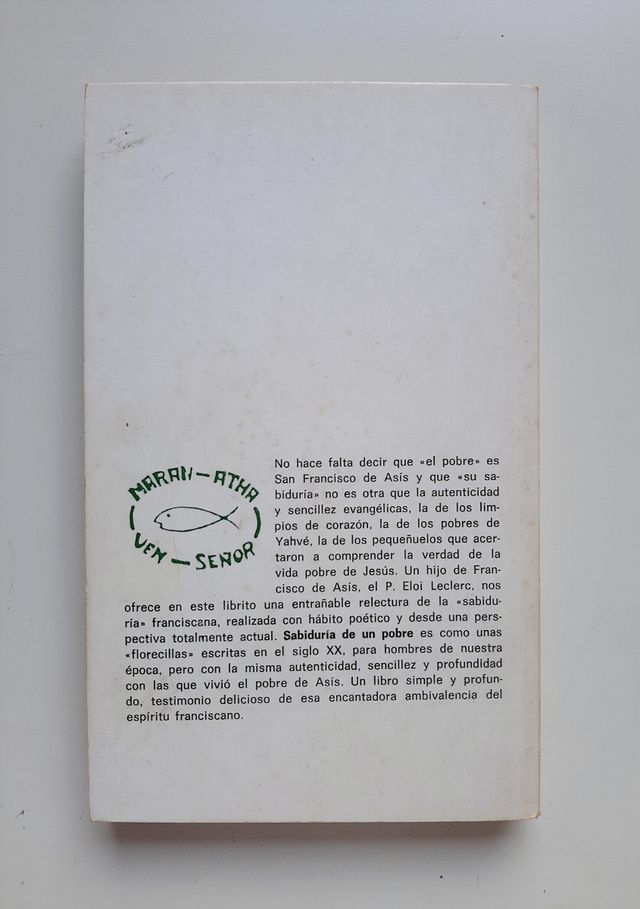 MARAN-ATHA
VEN-SEÑOR
No hace falta decir que «el pobre» es
San Francisco de Asís y que «su sa-
biduría» no es otra que la autenticidad
y sencillez evangélicas, la de los lim-
pios de corazón, la de los pobres de
Yahvé, la de los pequeñuelos que acer-
taron a comprender la verdad de la
vida pobre de Jesús. Un hijo de Fran-
cisco de Asís, el P. Eloi Leclerc, nos
ofrece en este librito una entrañable relectura de la «sabidu-
ría» franciscana, realizada con hábito poético y desde una pers-
pectiva totalmente actual. Sabiduría de un pobre es como unas
«florecillas» escritas en el siglo XX, para hombres de nuestra
época, pero con la misma autenticidad, sencillez y profundidad
con las que vivió el pobre de Asís. Un libro simple y profun-
do, testimonio delicioso de esa encantadora ambivalencia del
espíritu franciscano.